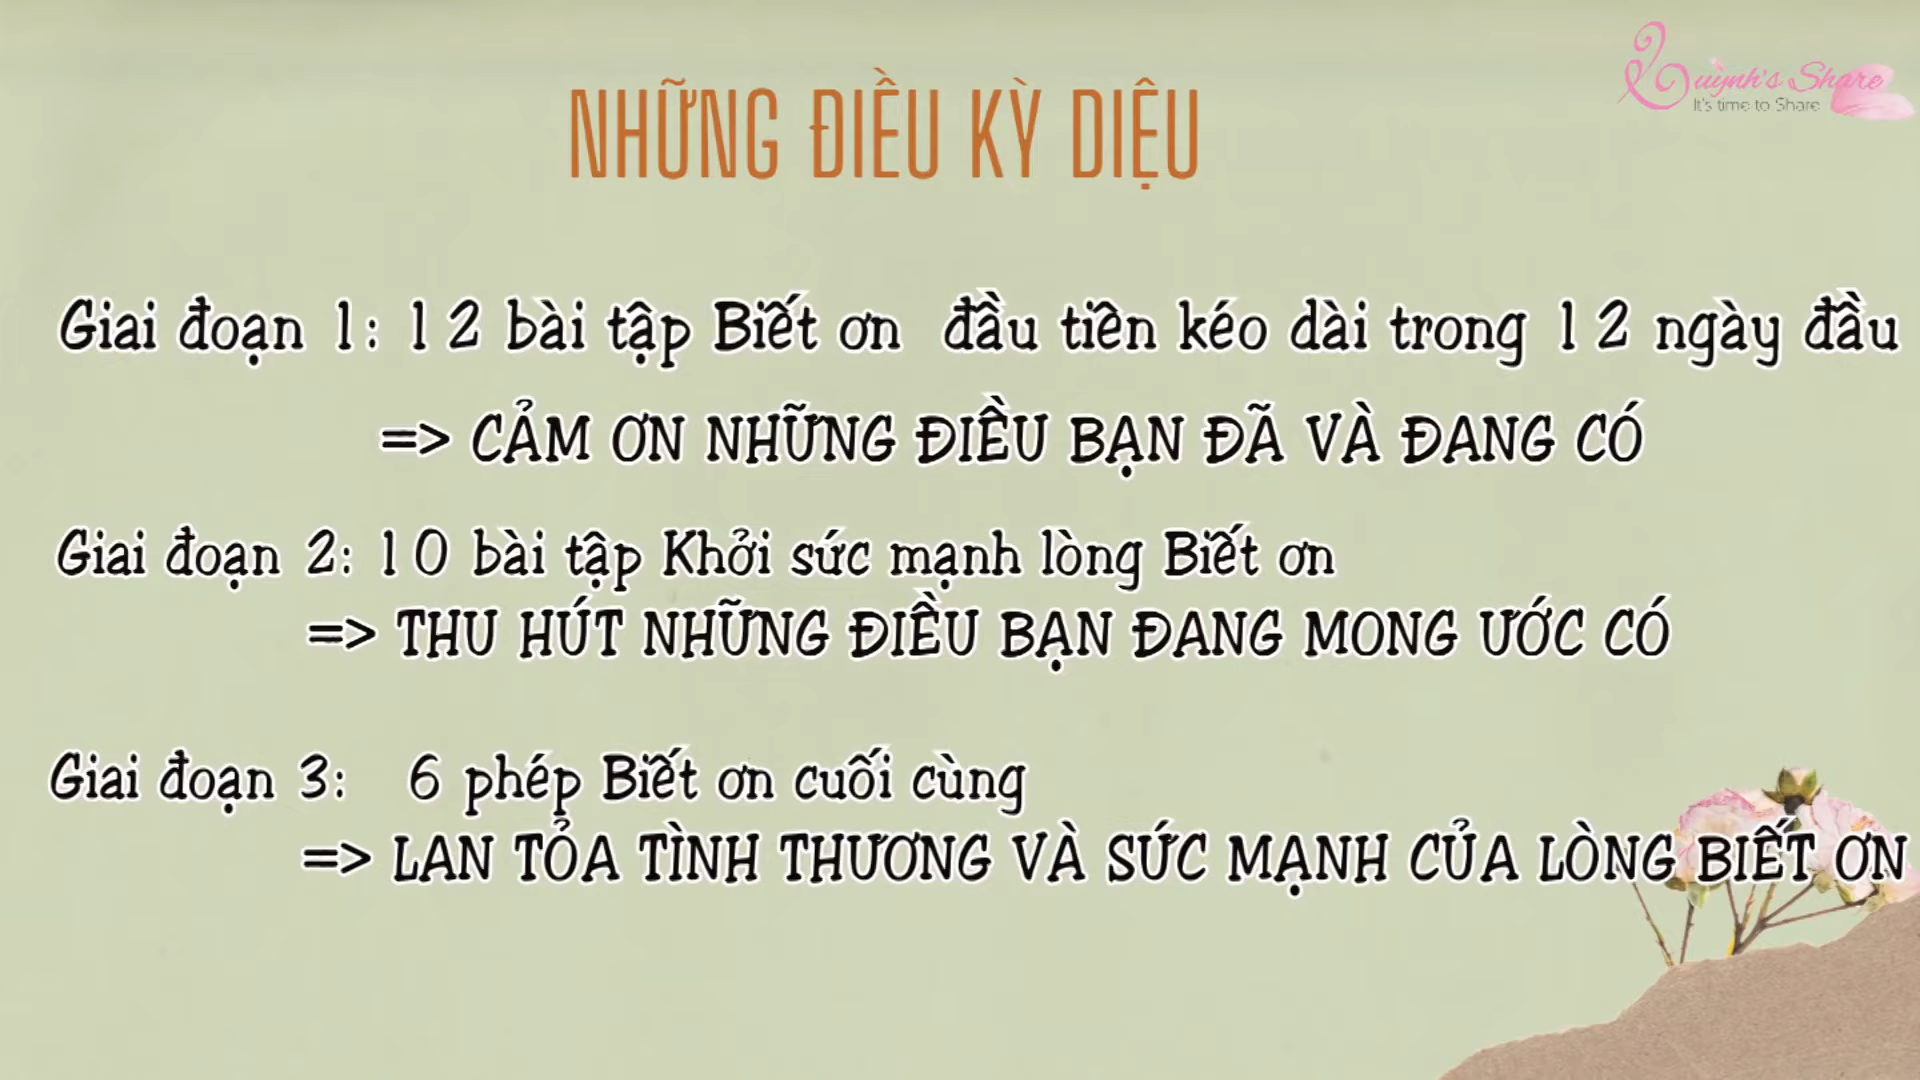 Quỳnh's Share
It's time to Share
NHỮNG ĐIỀU KỲ DIỆU
Giai đoạn 1: 12 bài tập Biết ơn đầu tiên kéo dài trong 12 ngày đầu
=> CẢM ƠN NHỮNG ĐIỀU BẠN ĐÃ VÀ ĐANG CÓ
Giai đoạn 2: 10 bài tập Khởi sức mạnh lòng Biết ơn
=> THU HÚT NHỮNG ĐIỀU BẠN ĐANG MONG ƯỚC CÓ
Giai đoạn 3: 6 phép Biết ơn cuối cùng
=> LAN TỎA TÌNH THƯƠNG VÀ SỨC MẠNH CỦA LÒNG BIẾT ƠN